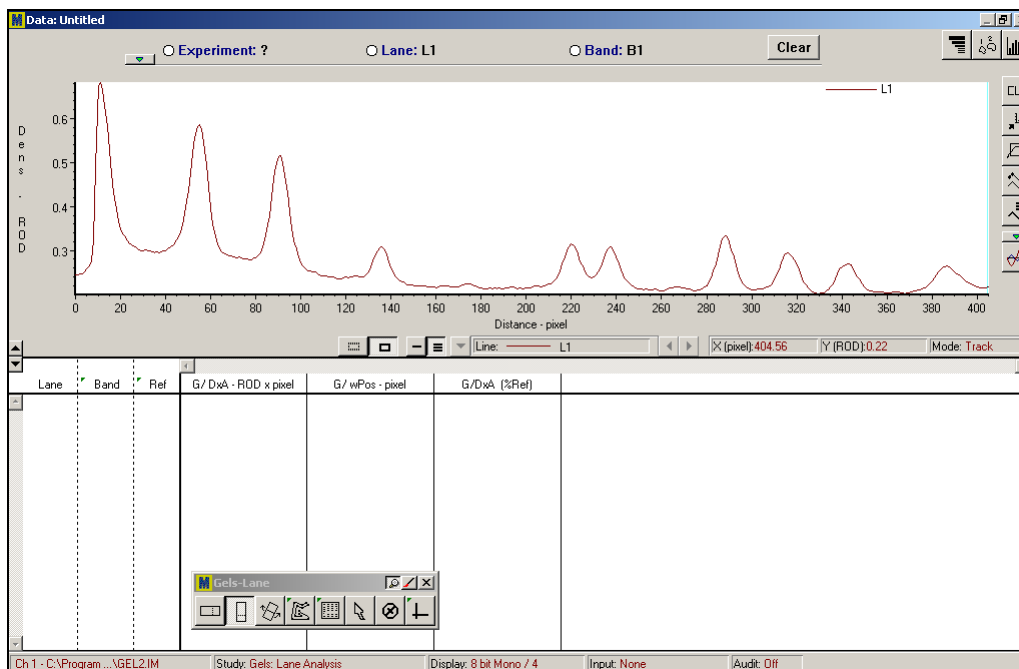 Data: Untitled
Experiment: ?
Lane: L1
Band: B1
Clear
L1
Dens - ROD
0.6
0.5
0.4
0.3
0 20 40 60 80 100 120 140 160 180 200 220 240 260 280 300 320 340 360 380 400
Distance - pixel
Line: L1
X (pixel):404.56
Y (ROD):0.22
Mode: Track
Lane Band Ref G/ DxA - ROD x pixel G/ wPos - pixel G/DxA (%Ref)
Gels-Lane
Ch 1 - C:\Program ...\GEL2.IM
Study: Gels: Lane Analysis
Display: 8 bit Mono / 4
Input: None
Audit: Off